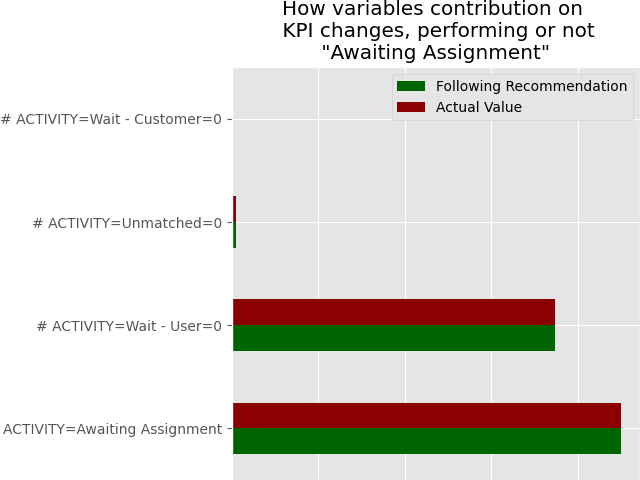 How variables contribution on
KPI changes, performing or not
"Awaiting Assignment"
Following Recommendation
Actual Value
# ACTIVITY=Wait - Customer=0
# ACTIVITY=Unmatched=0
# ACTIVITY=Wait - User=0
ACTIVITY=Awaiting Assignment